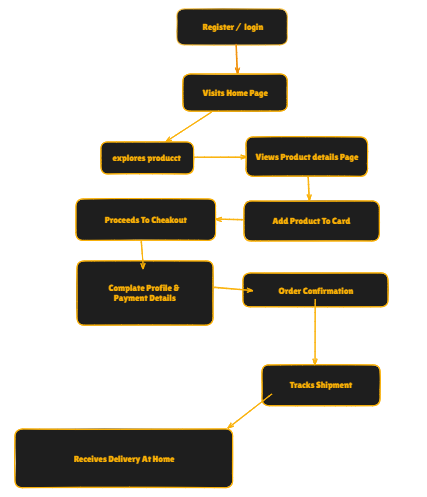 Register / login
Visits Home Page
explores producct
Views Product details Page
Proceeds To Cheakout
Add Product To Card
Complate Profile &
Payment Details
Order Confirmation
Tracks Shipment
Receives Delivery At Home